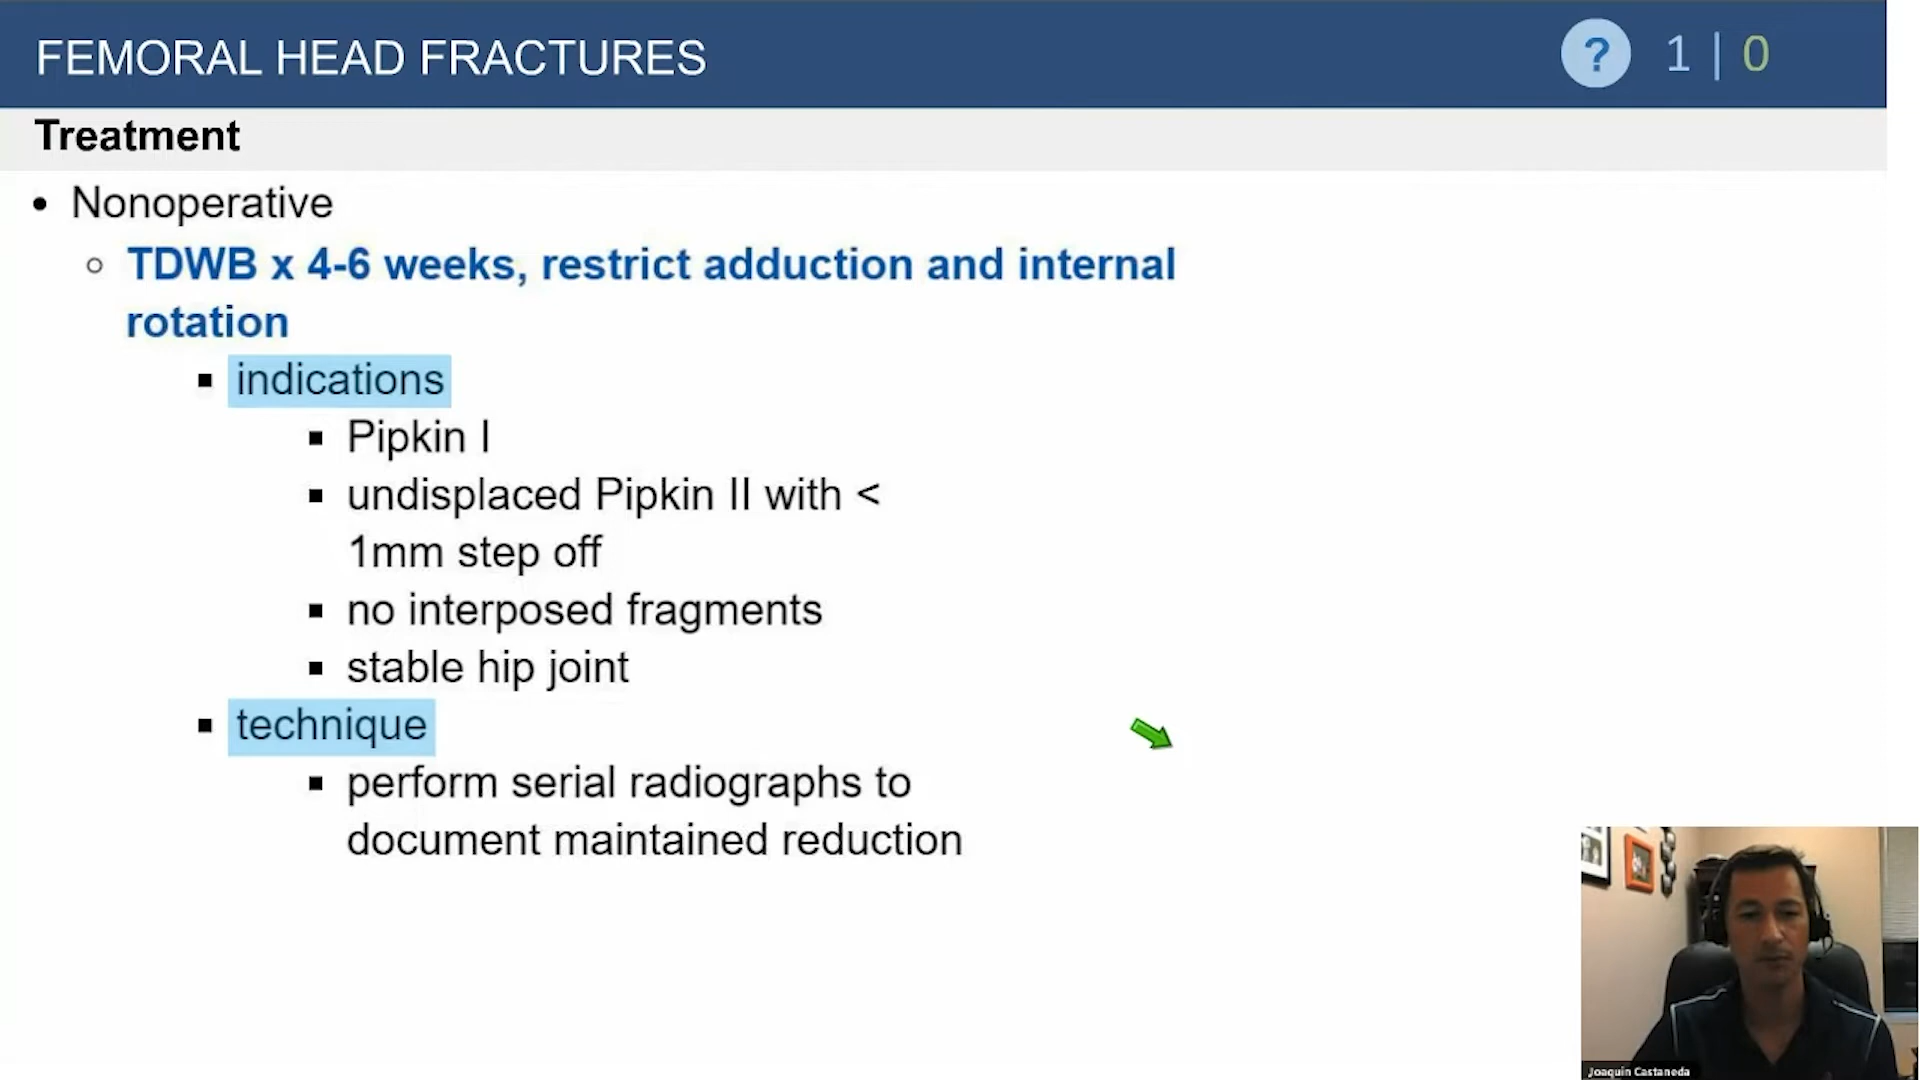 FEMORAL HEAD FRACTURES
? 1 | 0
Treatment
• Nonoperative
○ TDWB x 4-6 weeks, restrict adduction and internal
rotation
▪ indications
▪ Pipkin I
▪ undisplaced Pipkin II with <
1mm step off
▪ no interposed fragments
▪ stable hip joint
▪ technique
▪ perform serial radiographs to
document maintained reduction
Joaquin Castaneda